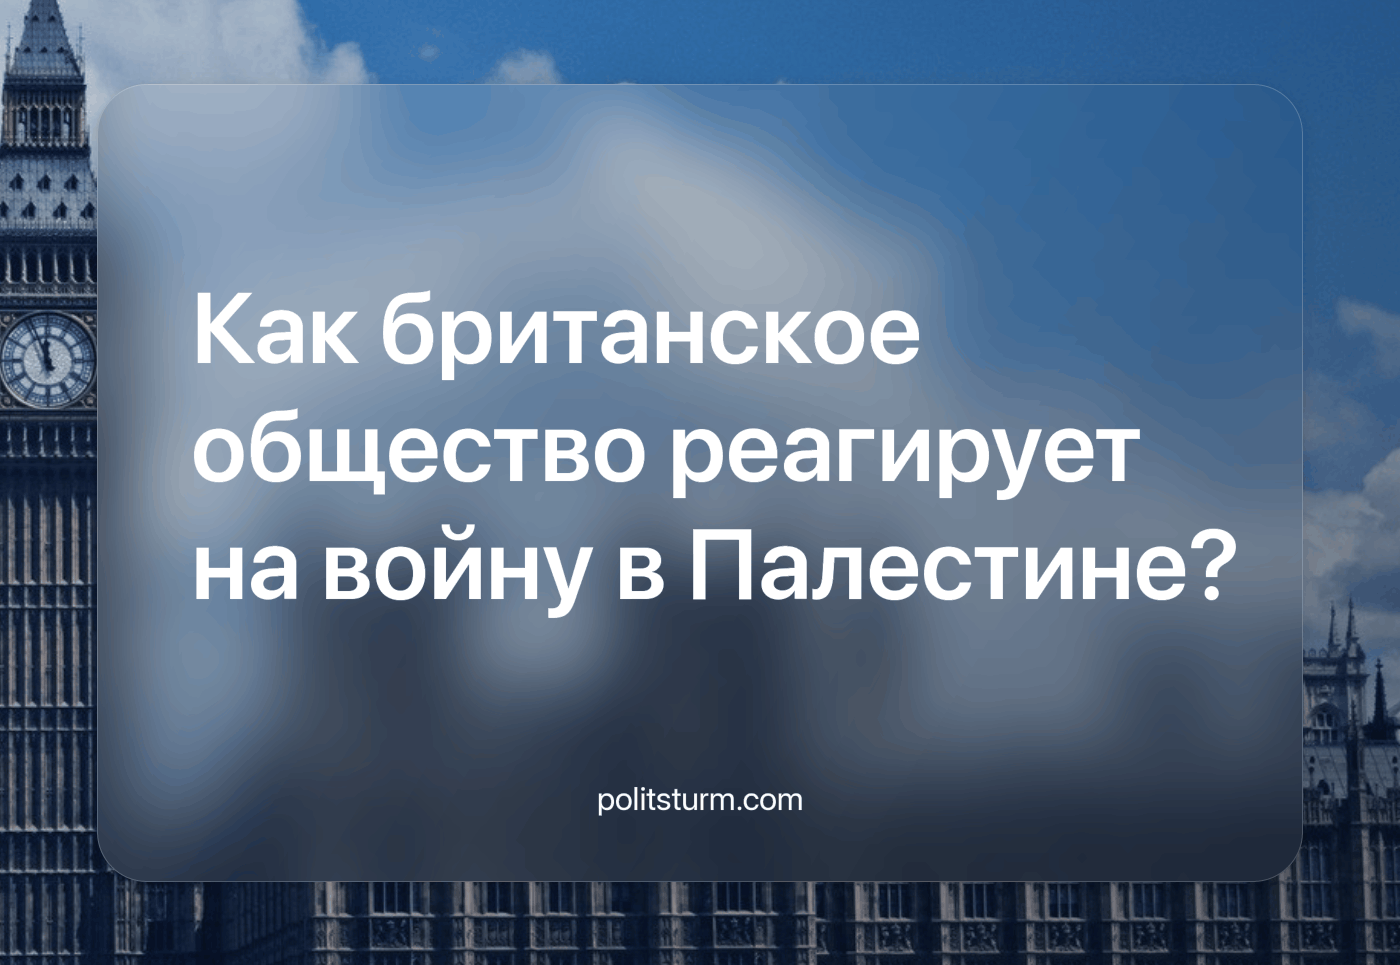 Как британское
общество реагирует
на войну в Палестине?
politsturm.com